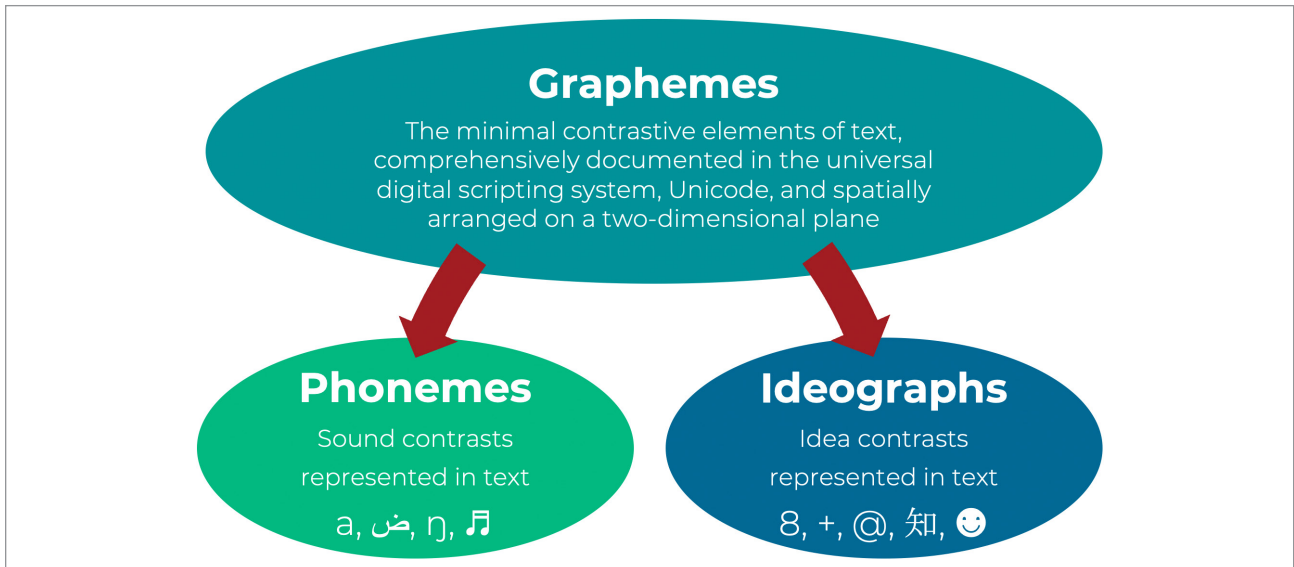 Graphemes
The minimal contrastive elements of text,
comprehensively documented in the universal
digital scripting system, Unicode, and spatially
arranged on a two-dimensional plane
Phonemes
Sound contrasts
represented in text
a, ض, ŋ, ♬
Ideographs
Idea contrasts
represented in text
8, +, @, 知, ☻